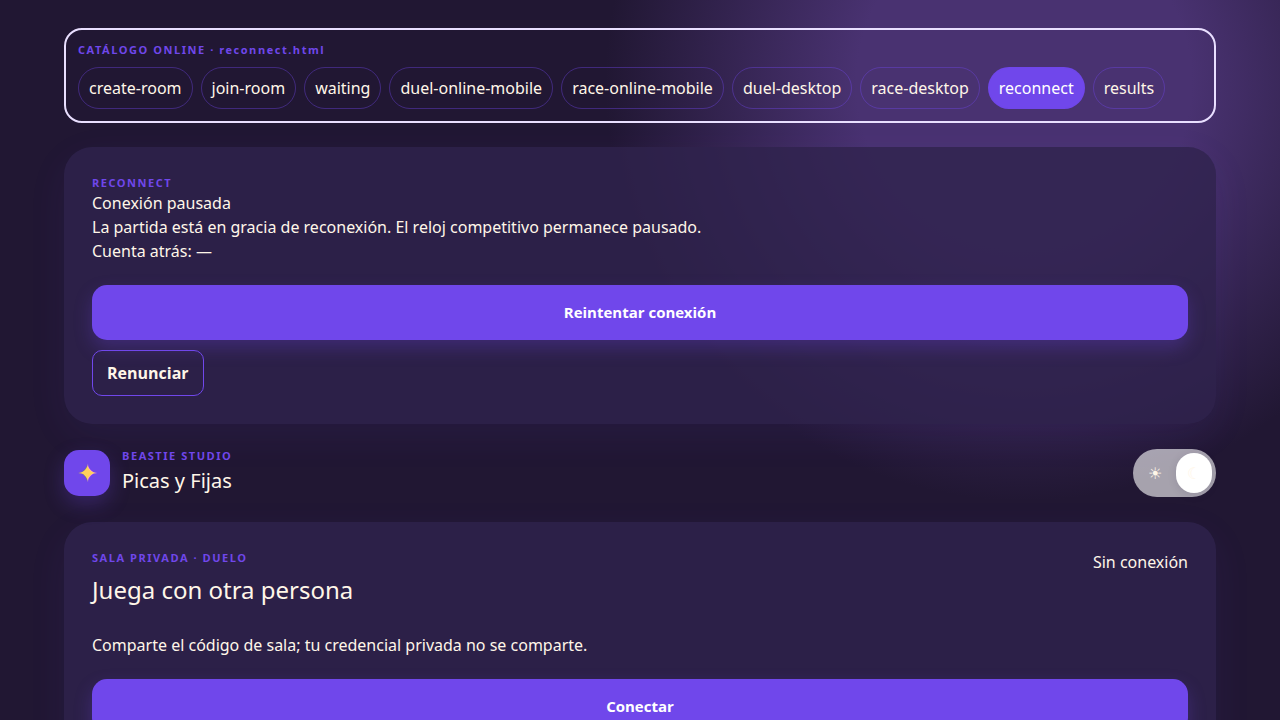 CATÁLOGO ONLINE · reconnect.html
create-room join-room waiting duel-online-mobile race-online-mobile duel-desktop race-desktop reconnect results
RECONNECT
Conexión pausada
La partida está en gracia de reconexión. El reloj competitivo permanece pausado.
Cuenta atrás: —
Reintentar conexión
Renunciar
BEASTIE STUDIO
Picas y Fijas
SALA PRIVADA · DUELO
Sin conexión
Juega con otra persona
Comparte el código de sala; tu credencial privada no se comparte.
Conectar